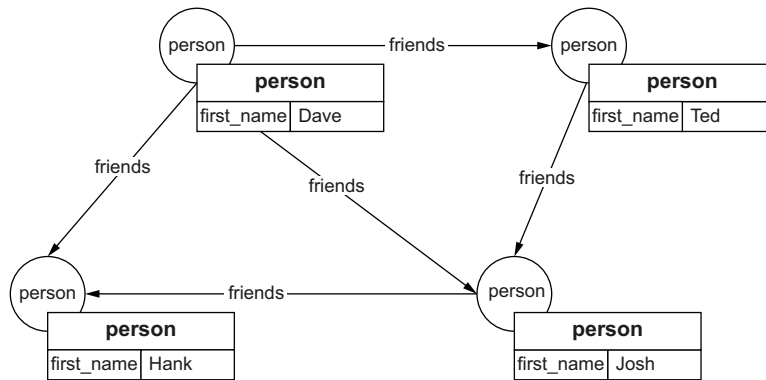 person
friends
person
person
first_name Dave
person
first_name Ted
friends
friends
friends
person
friends
person
person
first_name Hank
person
first_name Josh